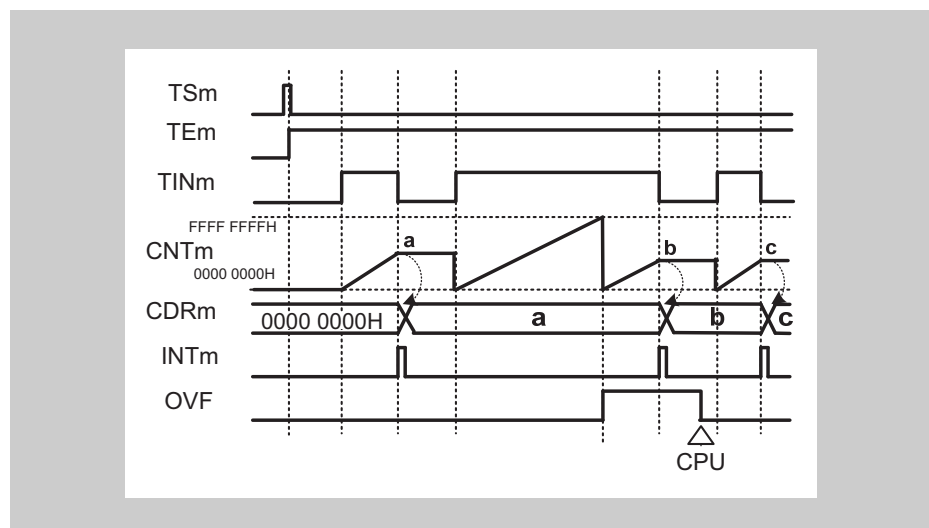 TSm
TEm
TINm
FFFF FFFFH
CNTm
0000 0000H
a
b
c
CDRm
0000 0000H
a
b
c
INTm
OVF
CPU